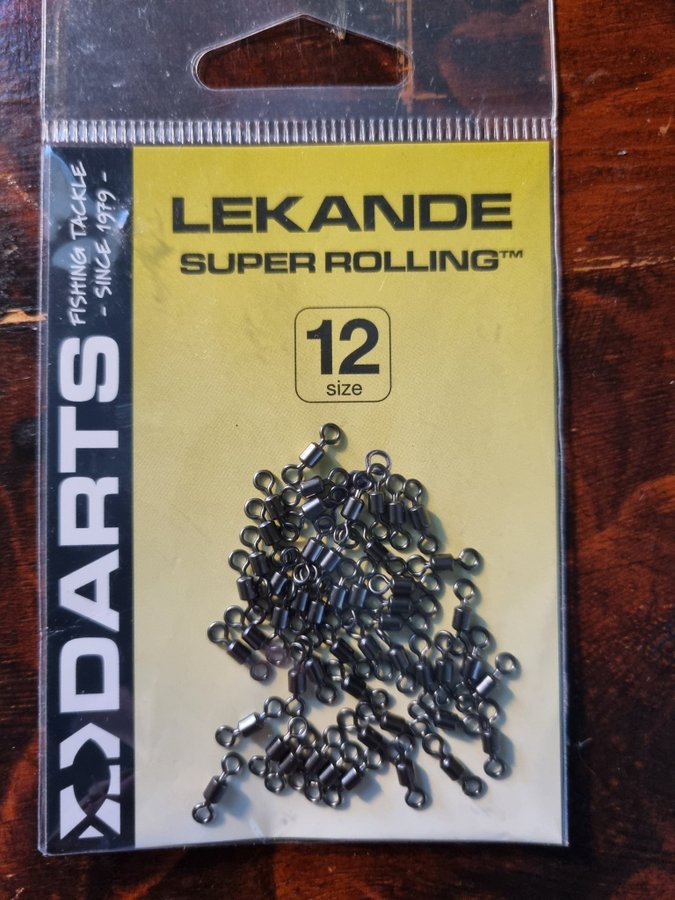 LEKANDE
SUPER ROLLING™
12
size
DARTS
FISHING TACKLE
- SINCE 1979 -